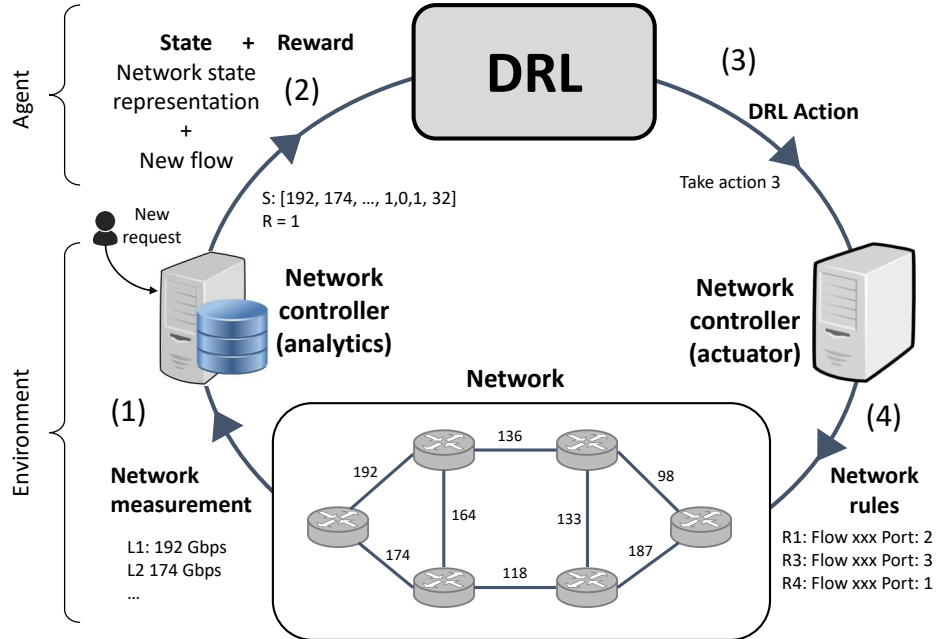 Agent
State + Reward
Network state
representation
+
New flow
(2)
DRL
(3)
DRL Action
Take action 3
S: [192, 174, …, 1,0,1, 32]
R = 1
New
request
Environment
Network
controller
(analytics)
Network
controller
(actuator)
(1)
Network
measurement
L1: 192 Gbps
L2 174 Gbps
…
Network
136
192
98
164
133
174
187
118
(4)
Network
rules
R1: Flow xxx Port: 2
R3: Flow xxx Port: 3
R4: Flow xxx Port: 1